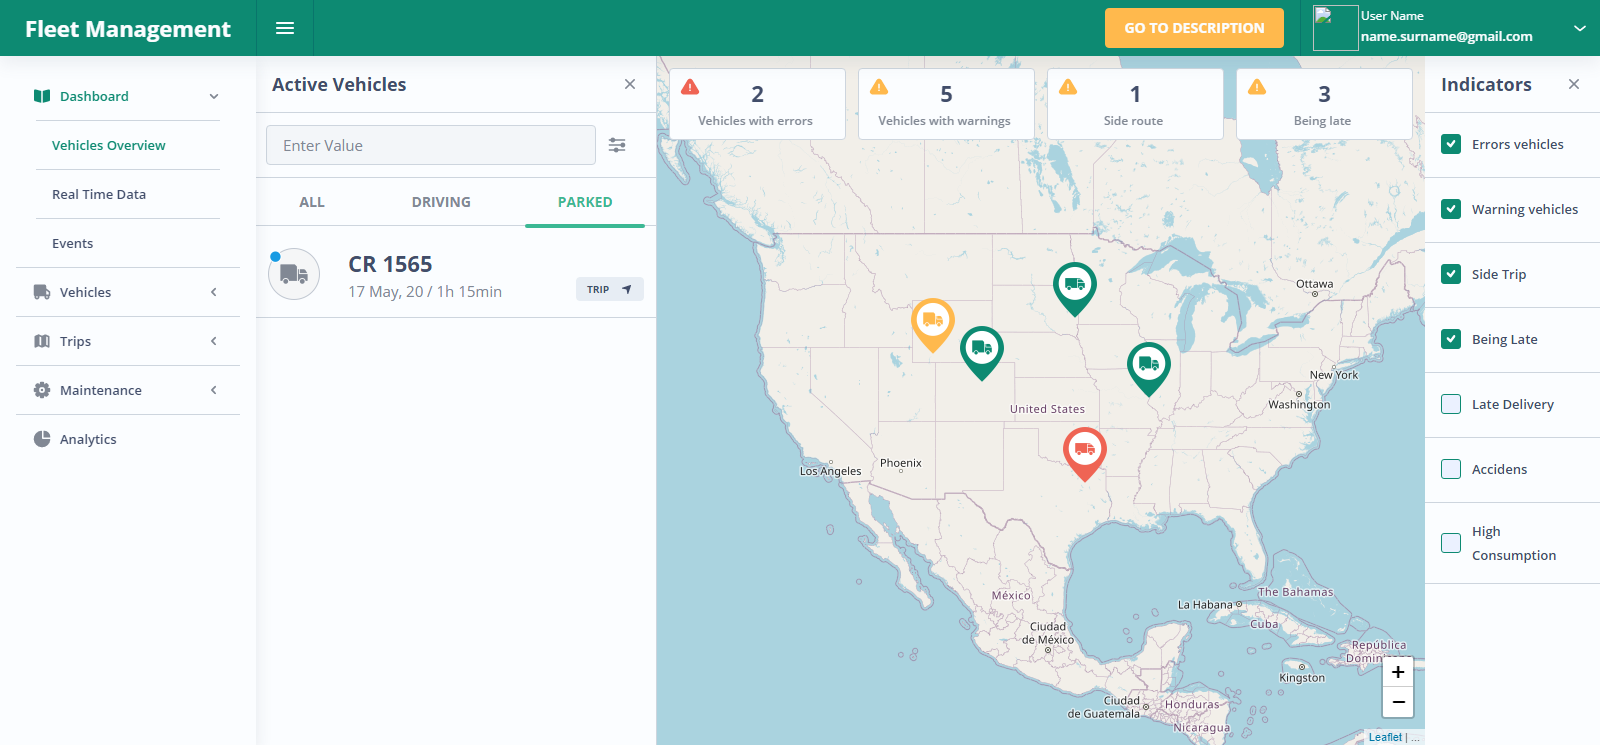 Fleet Management
GO TO DESCRIPTION
User Name
name.surname@gmail.com
Dashboard
Vehicles Overview
Real Time Data
Events
Vehicles
Trips
Maintenance
Analytics
Active Vehicles
Enter Value
ALL
DRIVING
PARKED
CR 1565
17 May, 20 / 1h 15min
TRIP
2
Vehicles with errors
5
Vehicles with warnings
1
Side route
3
Being late
Ottawa
New York
Washington
United States
Los Angeles
Phoenix
México
Ciudad
de México
La Habana
The Bahamas
Cuba
República
Kingston
Ciudad
de Guatemala
Honduras
Nicaragua
+
−
Leaflet | ...
Indicators
Errors vehicles
Warning vehicles
Side Trip
Being Late
Late Delivery
Accidens
High
Consumption